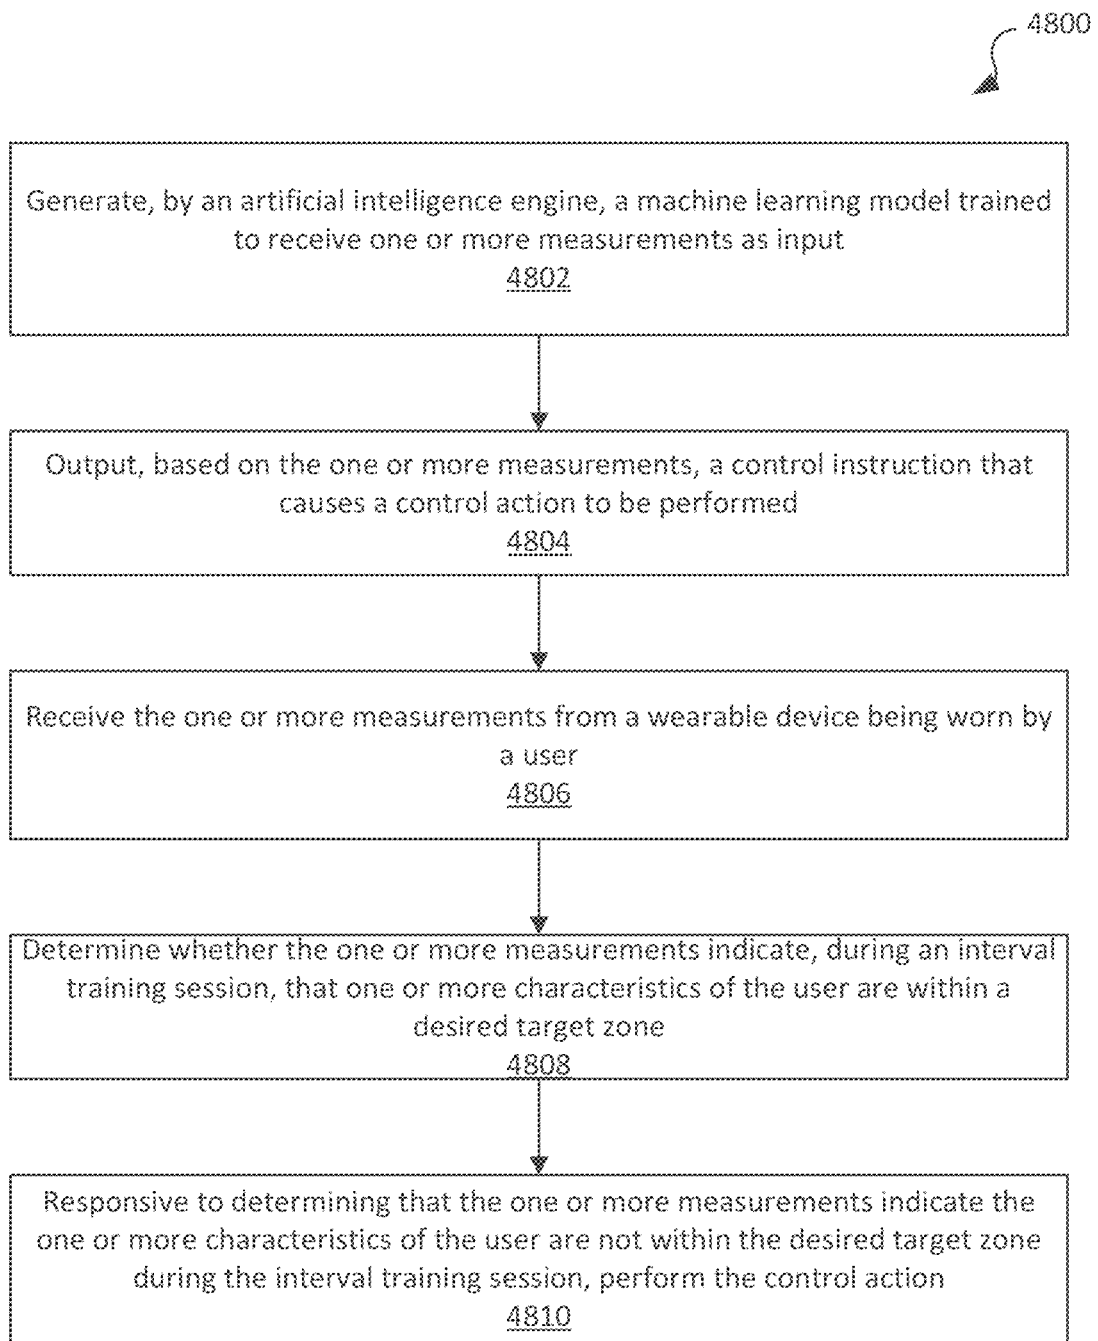 4800
Generate, by an artificial intelligence engine, a machine learning model trained
to receive one or more measurements as input
4802
Output, based on the one or more measurements, a control instruction that
causes a control action to be performed
4804
Receive the one or more measurements from a wearable device being worn by
a user
4806
Determine whether the one or more measurements indicate, during an interval
training session, that one or more characteristics of the user are within a
desired target zone
4808
Responsive to determining that the one or more measurements indicate the
one or more characteristics of the user are not within the desired target zone
during the interval training session, perform the control action
4810